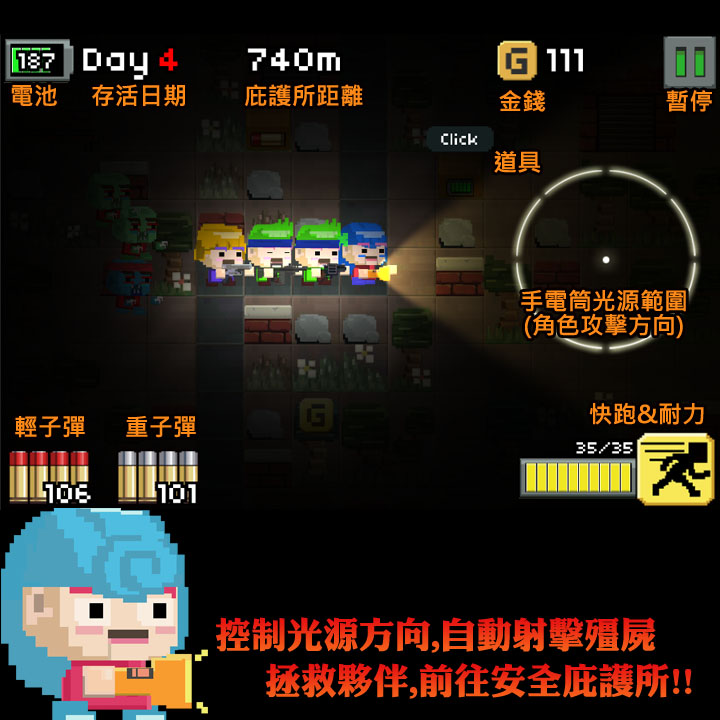 187 Day 4 740m G 111
電池 存活日期 庇護所距離 金錢 暫停
Click
道具
手電筒光源範圍
(角色攻擊方向)
G
輕子彈 重子彈 快跑&耐力
106 101 35/35
控制光源方向,自動射擊殭屍
拯救夥伴,前往安全庇護所!!